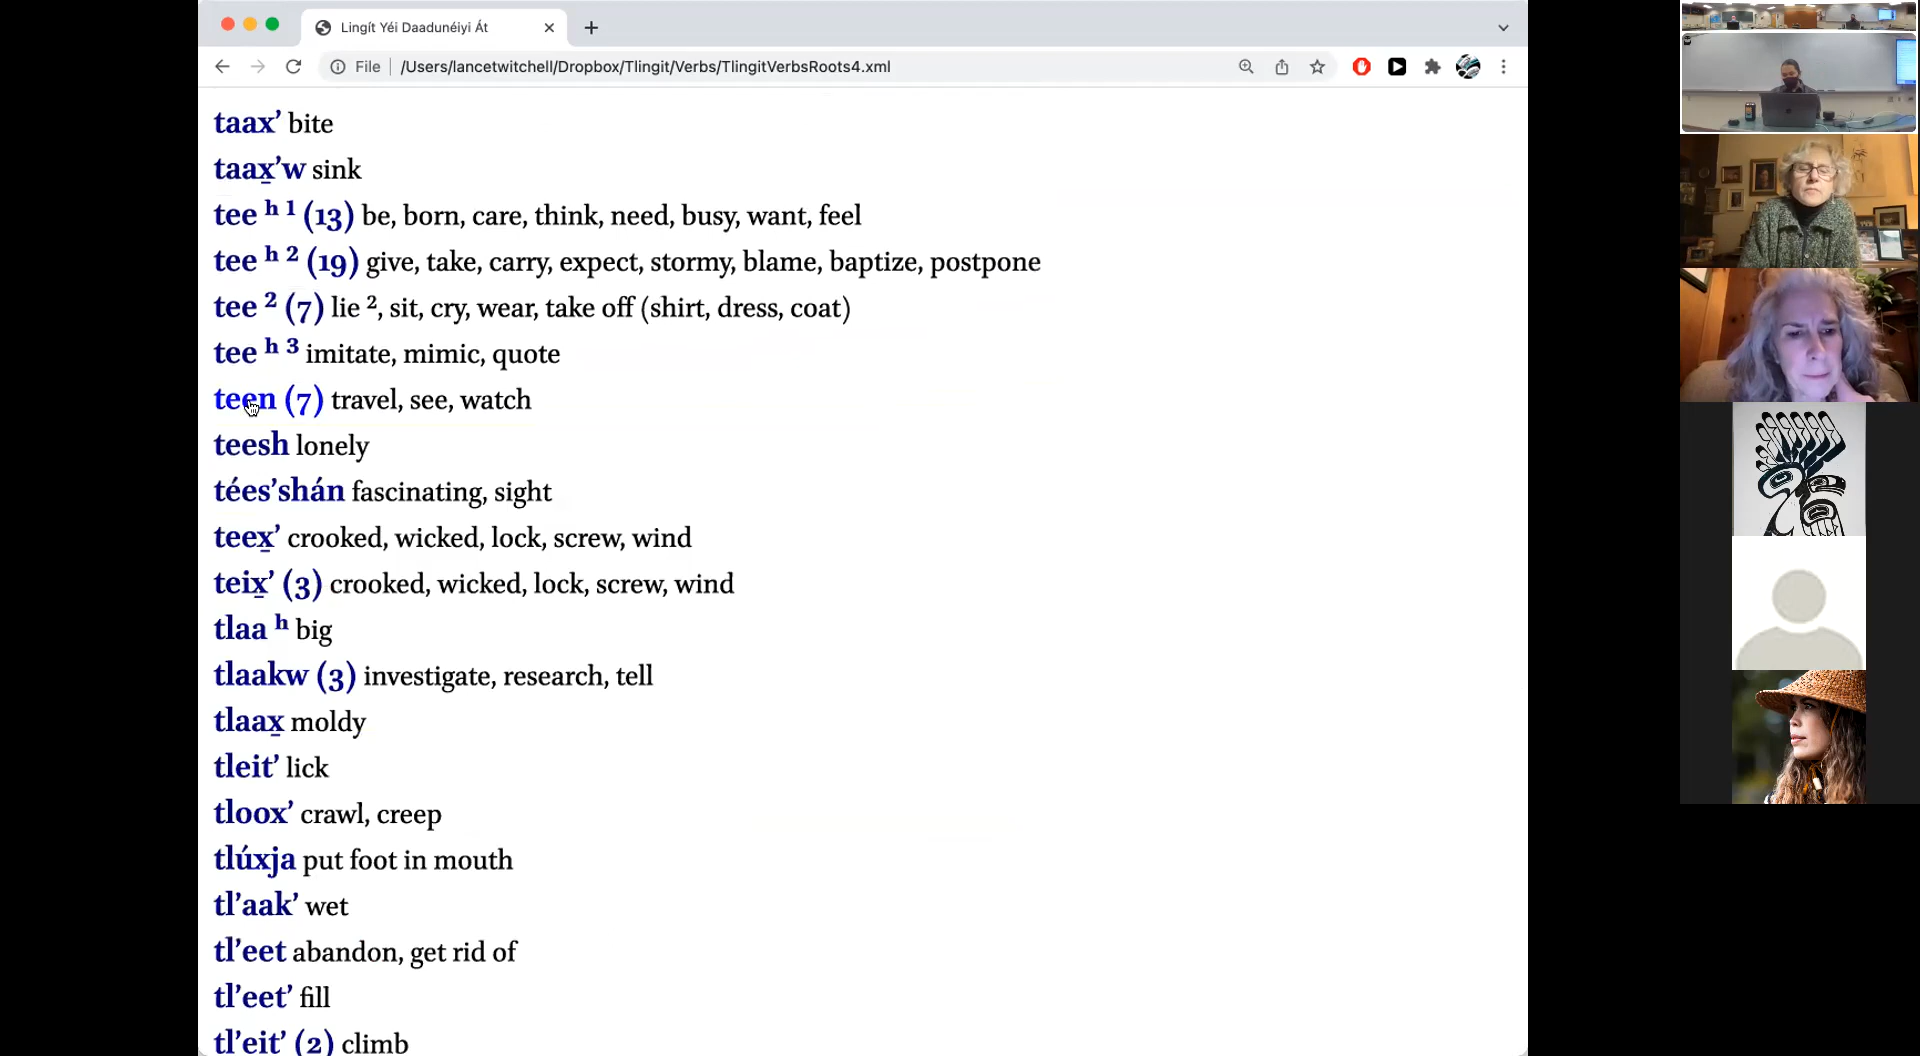 Lingít Yéi Daadunéiyi Át
File /Users/lancetwitchell/Dropbox/Tlingit/Verbs/TlingitVerbsRoots4.xml
taax’ bite
taax̱’w sink
tee h 1 (13) be, born, care, think, need, busy, want, feel
tee h 2 (19) give, take, carry, expect, stormy, blame, baptize, postpone
tee 2 (7) lie 2, sit, cry, wear, take off (shirt, dress, coat)
tee h 3 imitate, mimic, quote
teen (7) travel, see, watch
teesh lonely
tées’shán fascinating, sight
teex̱’ crooked, wicked, lock, screw, wind
teix̱’ (3) crooked, wicked, lock, screw, wind
tlaa h big
tlaakw (3) investigate, research, tell
tlaax̱ moldy
tleit’ lick
tloox’ crawl, creep
tlúxja put foot in mouth
tl’aak’ wet
tl’eet abandon, get rid of
tl’eet’ fill
tl’eit’ (2) climb